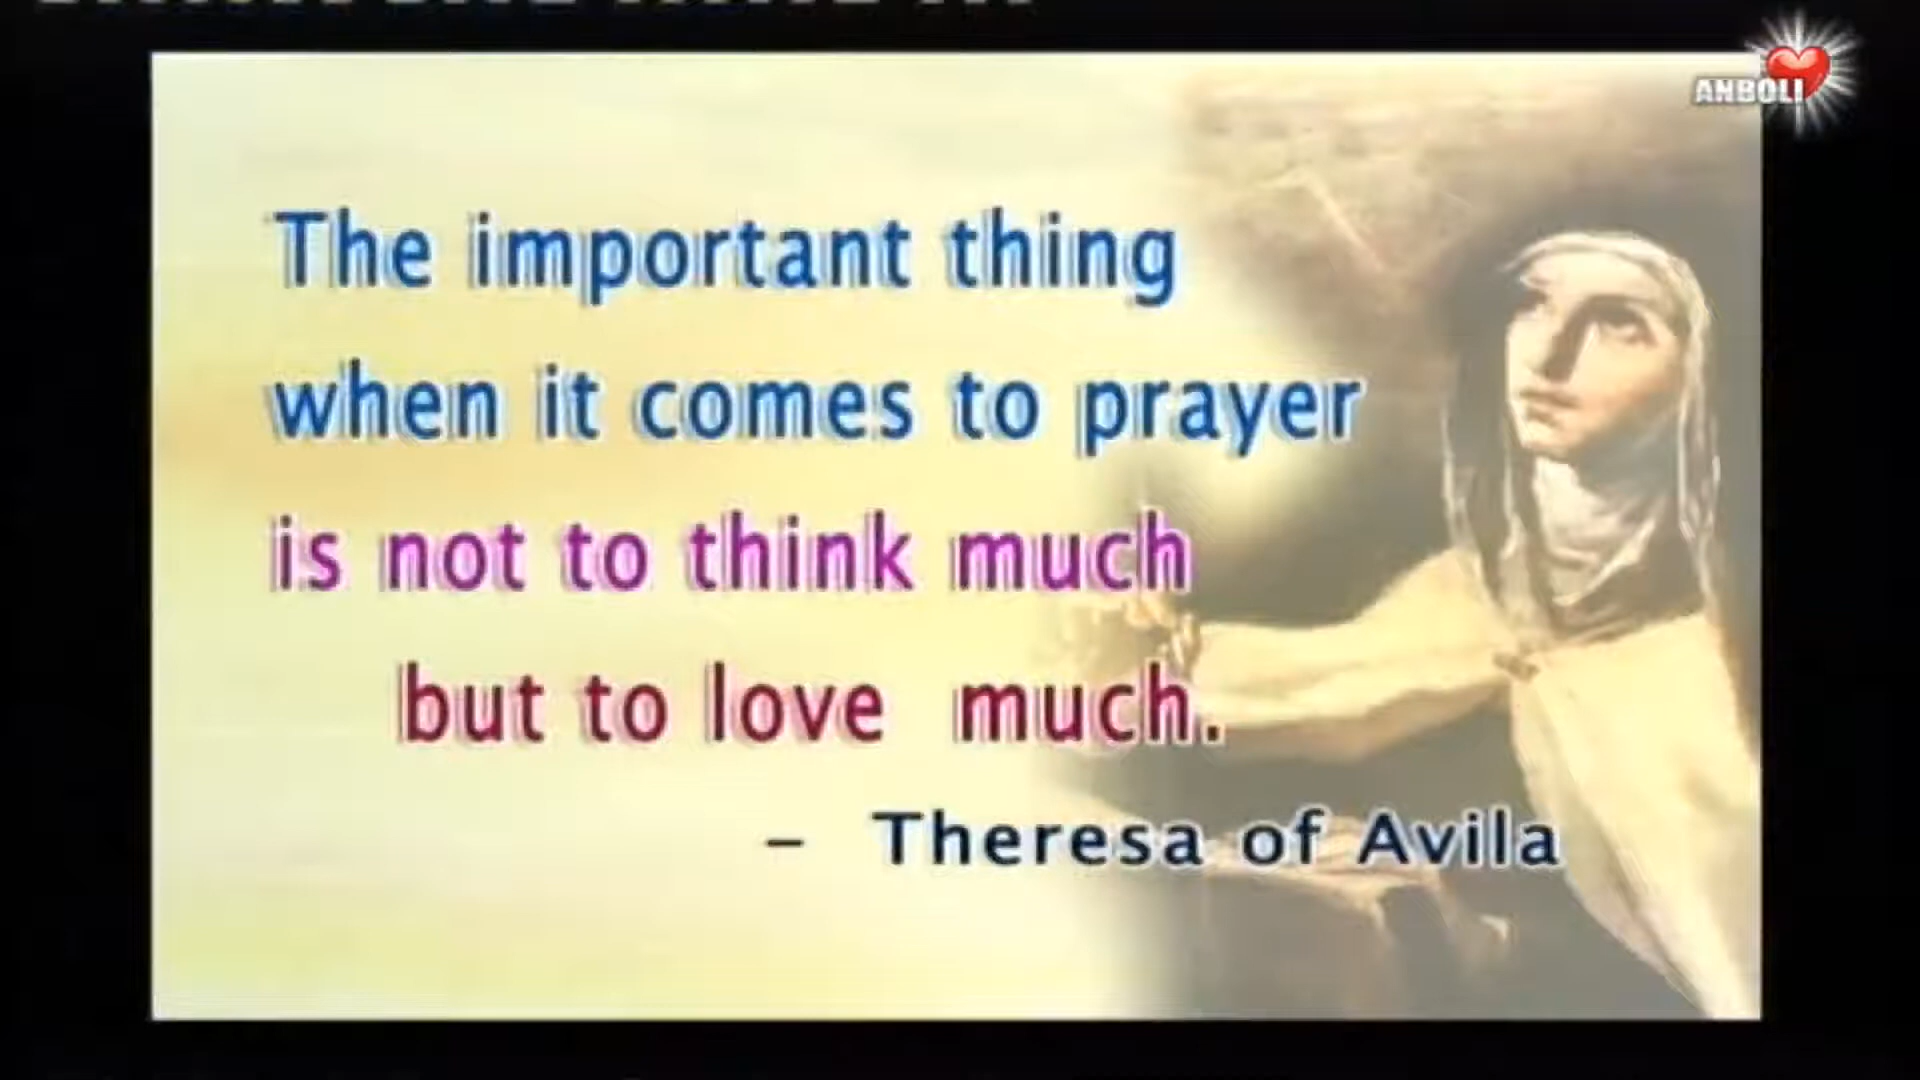 ANBOLI
The important thing
when it comes to prayer
is not to think much
but to love much.
– Theresa of Avila